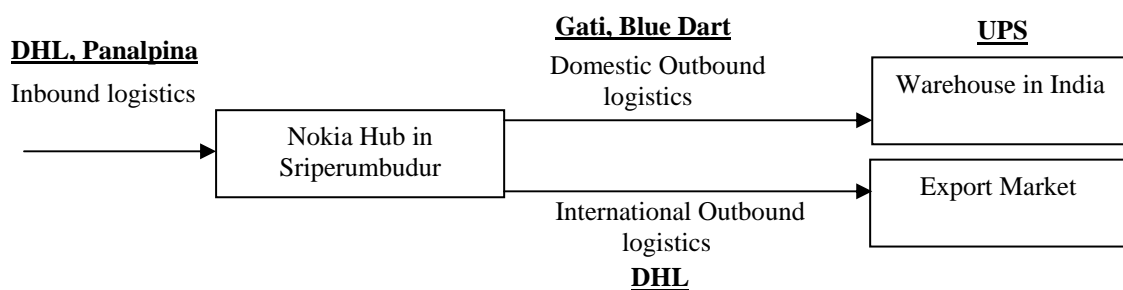 DHL, Panalpina
Inbound logistics
Nokia Hub in
Sriperumbudur
Gati, Blue Dart
Domestic Outbound
logistics
International Outbound
logistics
DHL
UPS
Warehouse in India
Export Market